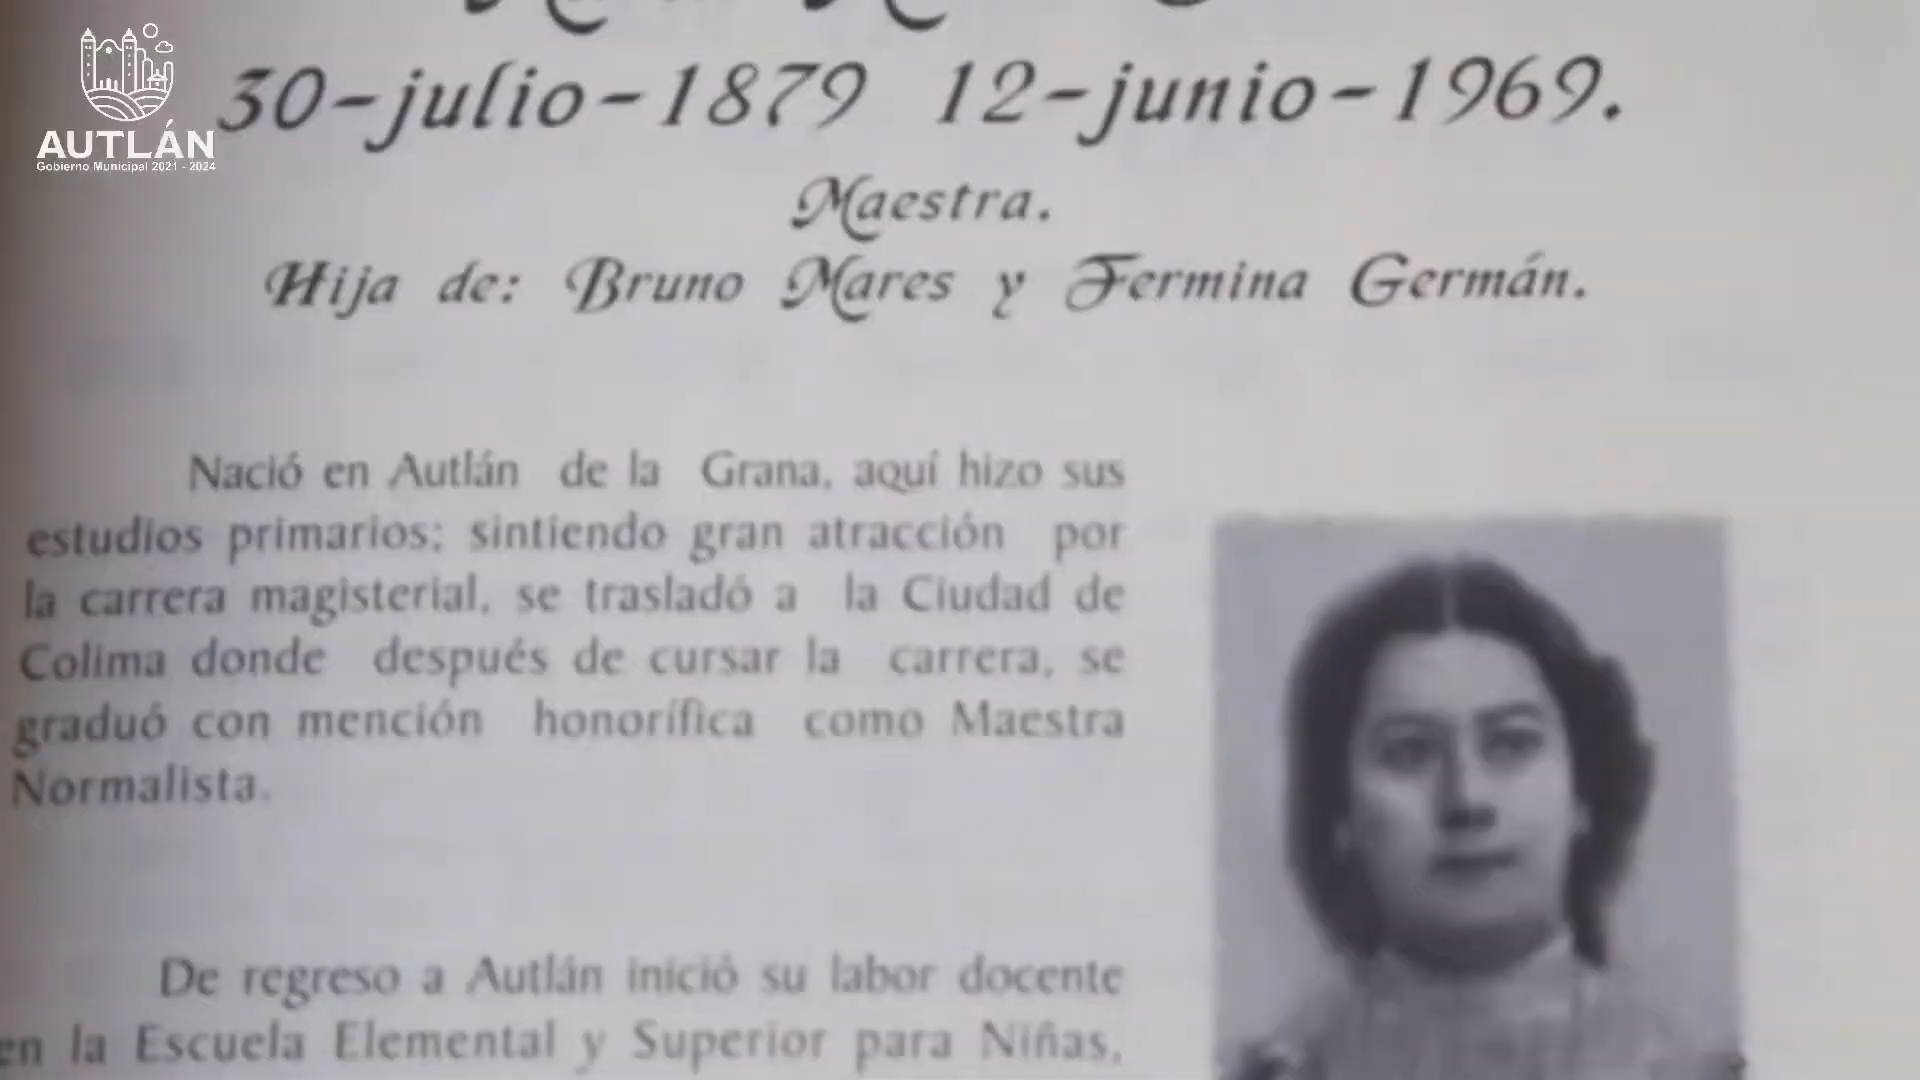 AUTLÁN
Gobierno Municipal 2021 - 2024
30-julio-1879 12-junio-1969.
Maestra.
Hija de: Bruno Mares y Fermina Germán.
Nació en Autlán de la Grana, aquí hizo sus
estudios primarios; sintiendo gran atracción por
la carrera magisterial, se trasladó a la Ciudad de
Colima donde después de cursar la carrera, se
graduó con mención honorífica como Maestra
Normalista.
De regreso a Autlán inició su labor docente
en la Escuela Elemental y Superior para Niñas,